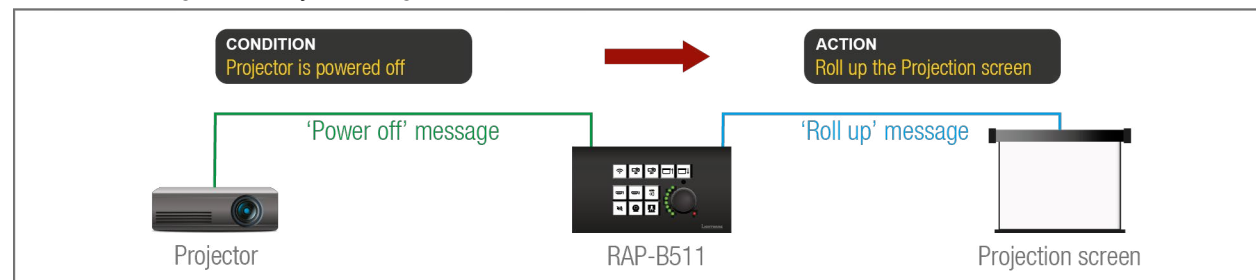 CONDITION
Projector is powered off
ACTION
Roll up the Projection screen
‘Power off’ message
‘Roll up’ message
Projector
RAP-B511
Projection screen